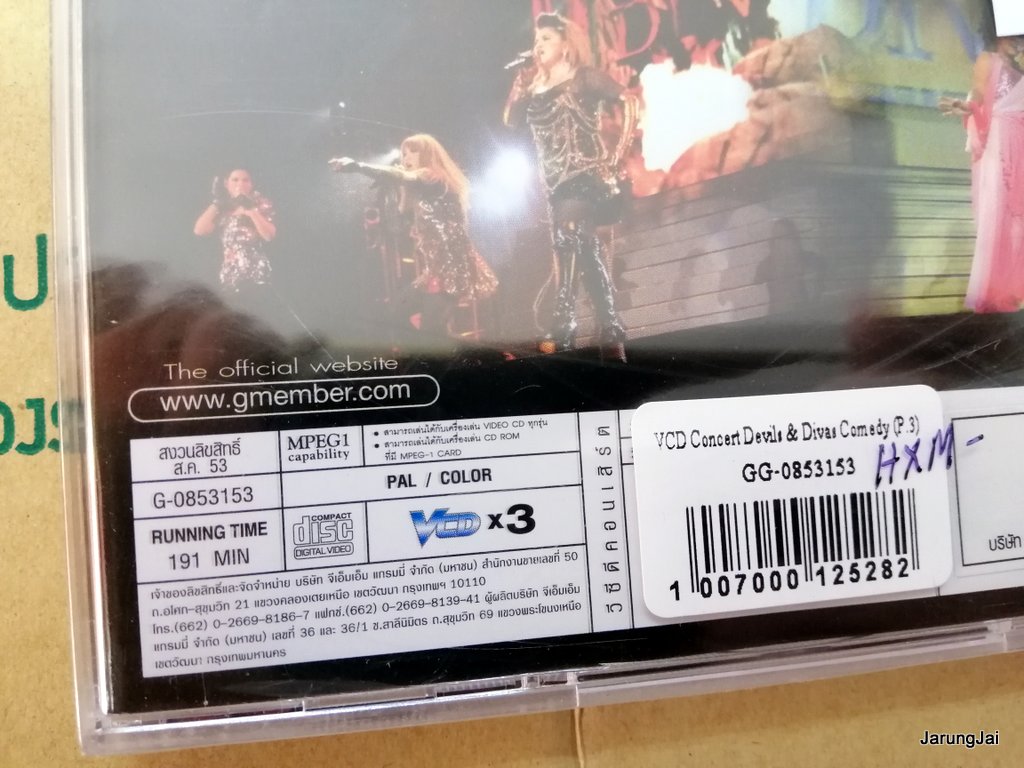 The official website
www.gmember.com
สงวนลิขสิทธิ์
ส.ค. 53
G-0853153
RUNNING TIME
191 MIN
MPEG1
capability
• สามารถเล่นได้กับเครื่องเล่น VIDEO CD ทุกรุ่น
• สามารถเล่นได้กับเครื่องเล่น CD ROM
ที่มี MPEG-1 CARD
PAL / COLOR
COMPACT
disc
DIGITAL VIDEO
VCD x3
เจ้าของลิขสิทธิ์และจัดจำหน่าย บริษัท จีเอ็มเอ็ม แกรมมี่ จำกัด (มหาชน) สำนักงานขายเลขที่ 50
ถ.อโศก-สุขุมวิท 21 แขวงคลองเตยเหนือ เขตวัฒนา กรุงเทพฯ 10110
โทร.(662) 0-2669-8186-7 แฟกซ์.(662) 0-2669-8139-41 ผู้ผลิตบริษัท จีเอ็มเอ็ม
แกรมมี่ จำกัด (มหาชน) เลขที่ 36 และ 36/1 ซ.สาลีนิมิตร ถ.สุขุมวิท 69 แขวงพระโขนงเหนือ
เขตวัฒนา กรุงเทพมหานคร
วีซีดีคอนเสิร์ต
VCD Concert Devils & Divas Comedy (P.3)
GG-0853153
HXM-
1 007000 125282
บริษัท
JarungJai